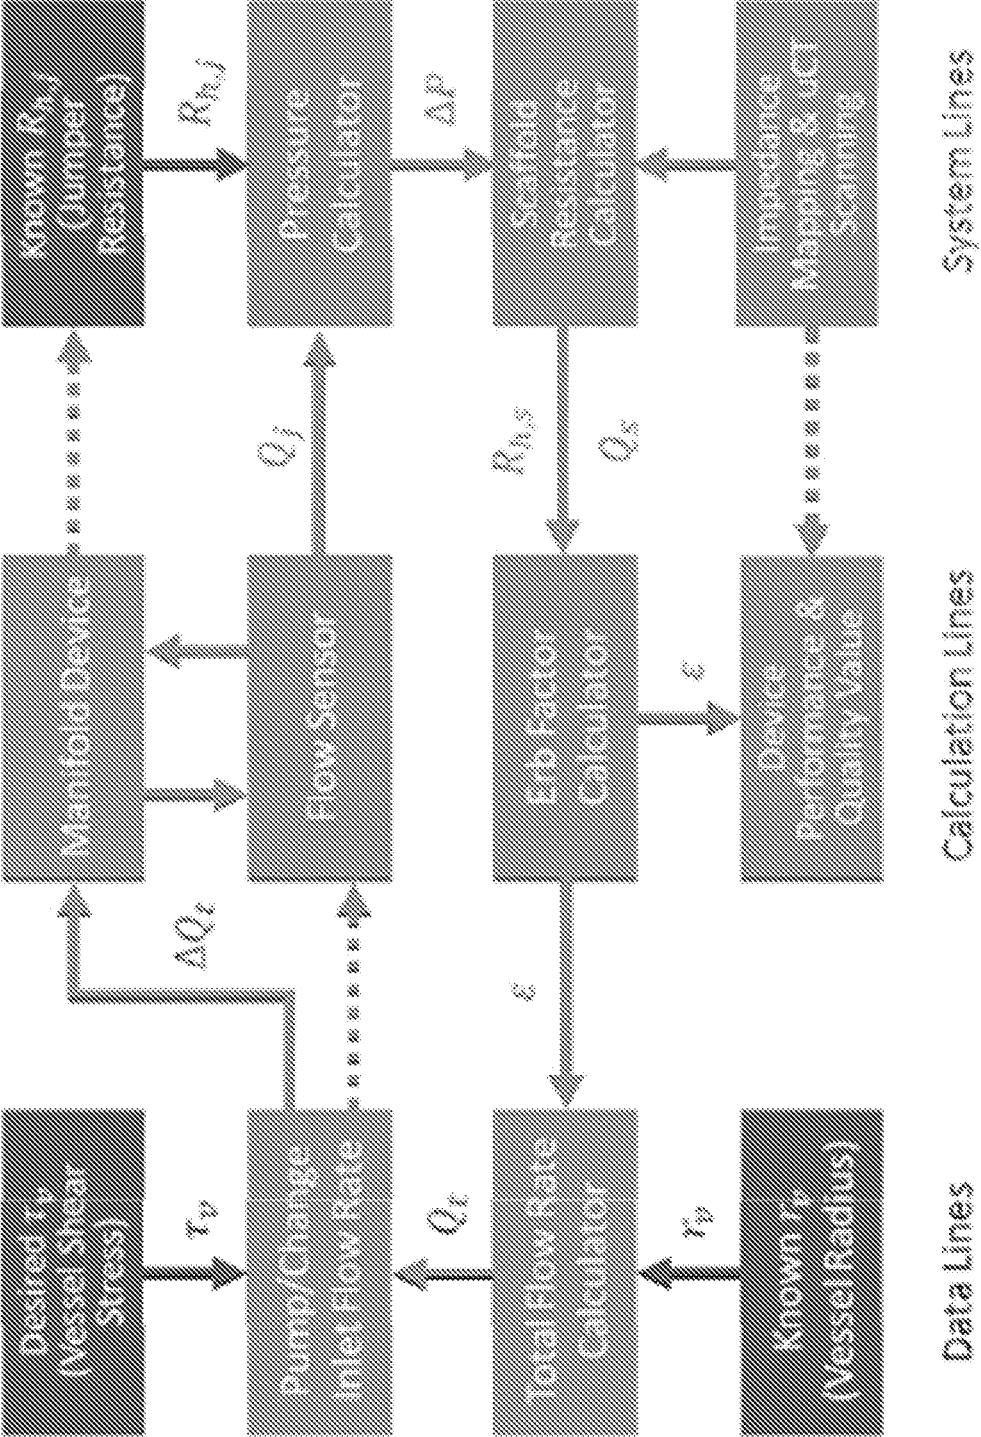 Desired τᵥ
(Vessel Shear
Stress)
τᵥ
Pump/Change
Inlet Flow Rate
Qₜ
Total Flow Rate
Calculator
rᵥ
Known rᵥ
(Vessel Radius)
Data Lines
ΔQₜ
ε
Manifold Device
Flow Sensor
Erb Factor
Calculator
ε
Device
Performance &
Quality Value
Calculation Lines
Qⱼ
Rₕ,ₛ
Qₛ
Known Rₕ,ⱼ
(Jumper
Resistance)
Rₕ,ⱼ
Pressure
Calculator
ΔP
Scaffold
Resistance
Calculator
Impedance
Mapping & uCT
Scanning
System Lines